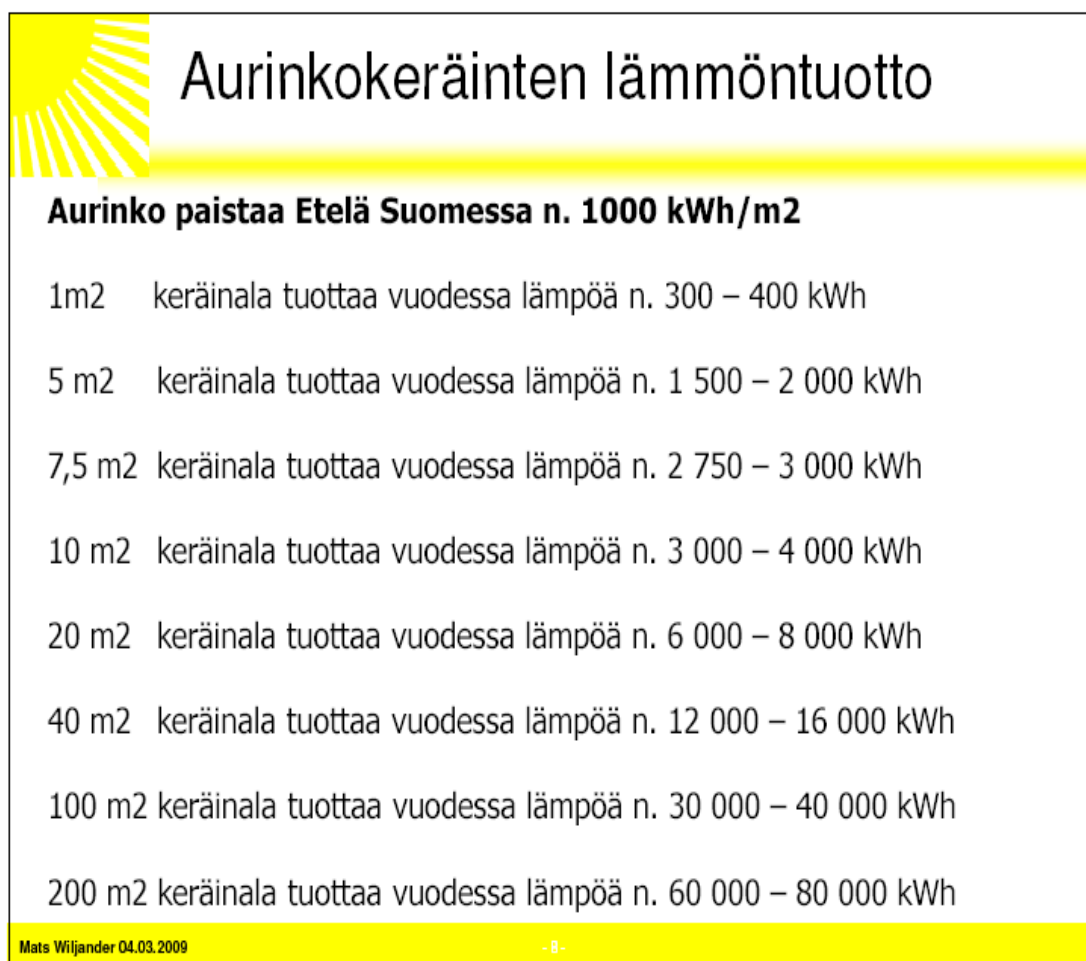 Aurinkokeräinten lämmöntuotto
Aurinko paistaa Etelä Suomessa n. 1000 kWh/m2
1m2 keräinala tuottaa vuodessa lämpöä n. 300 – 400 kWh
5 m2 keräinala tuottaa vuodessa lämpöä n. 1 500 – 2 000 kWh
7,5 m2 keräinala tuottaa vuodessa lämpöä n. 2 750 – 3 000 kWh
10 m2 keräinala tuottaa vuodessa lämpöä n. 3 000 – 4 000 kWh
20 m2 keräinala tuottaa vuodessa lämpöä n. 6 000 – 8 000 kWh
40 m2 keräinala tuottaa vuodessa lämpöä n. 12 000 – 16 000 kWh
100 m2 keräinala tuottaa vuodessa lämpöä n. 30 000 – 40 000 kWh
200 m2 keräinala tuottaa vuodessa lämpöä n. 60 000 – 80 000 kWh
Mats Wiljander 04.03.2009